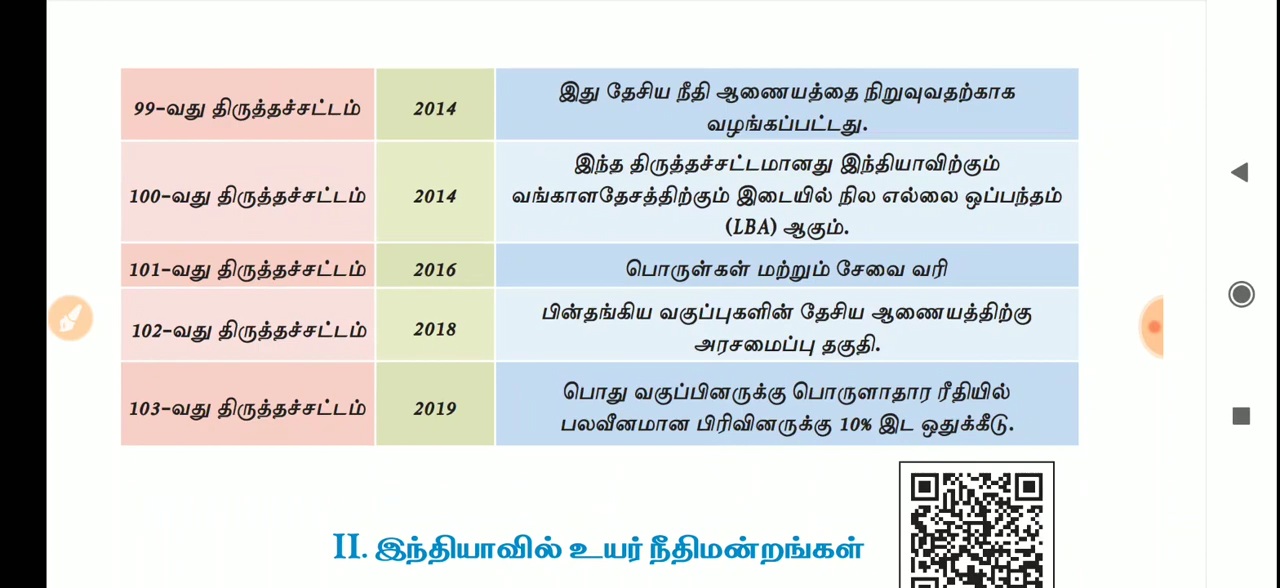 99-வது திருத்தச்சட்டம் 2014 இது தேசிய நீதி ஆணையத்தை நிறுவுவதற்காக
வழங்கப்பட்டது.
100-வது திருத்தச்சட்டம் 2014 இந்த திருத்தச்சட்டமானது இந்தியாவிற்கும்
வங்காளதேசத்திற்கும் இடையில் நில எல்லை ஒப்பந்தம்
(LBA) ஆகும்.
101-வது திருத்தச்சட்டம் 2016 பொருள்கள் மற்றும் சேவை வரி
102-வது திருத்தச்சட்டம் 2018 பின்தங்கிய வகுப்புகளின் தேசிய ஆணையத்திற்கு
அரசமைப்பு தகுதி.
103-வது திருத்தச்சட்டம் 2019 பொது வகுப்பினருக்கு பொருளாதார ரீதியில்
பலவீனமான பிரிவினருக்கு 10% இட ஒதுக்கீடு.
II. இந்தியாவில் உயர் நீதிமன்றங்கள்